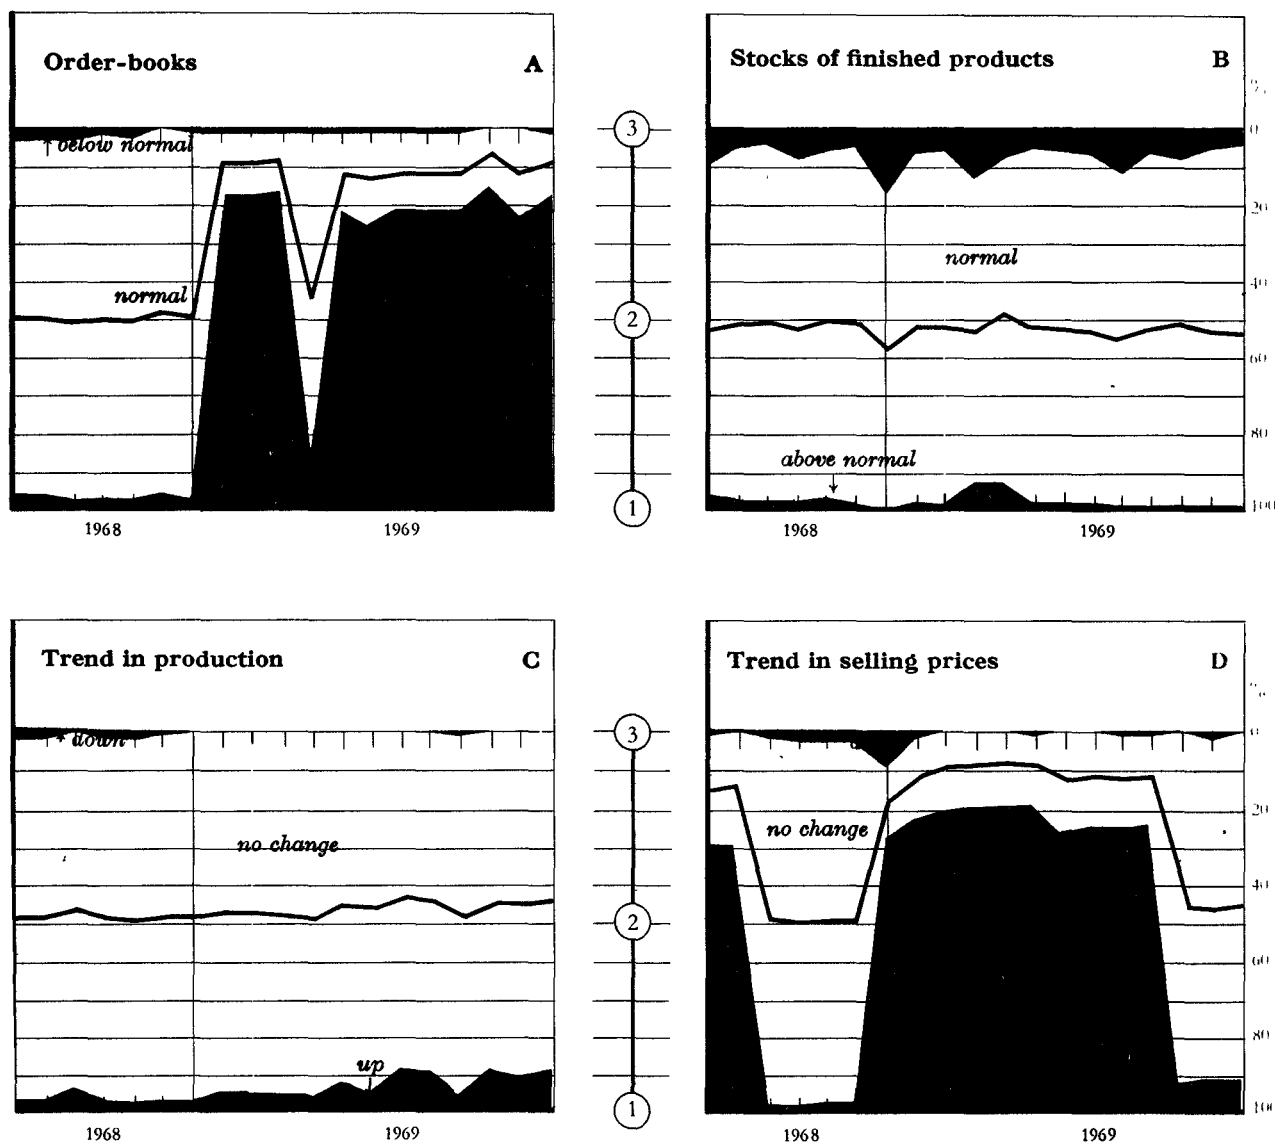 Order-books A
below normal
normal
1968 1969
3
2
1
Stocks of finished products B
0
20
normal
40
60
80
above normal
100
1968 1969
Trend in production C
down
no change
up
1968 1969
3
2
1
Trend in selling prices D
0
20
no change
40
60
80
1968 1969